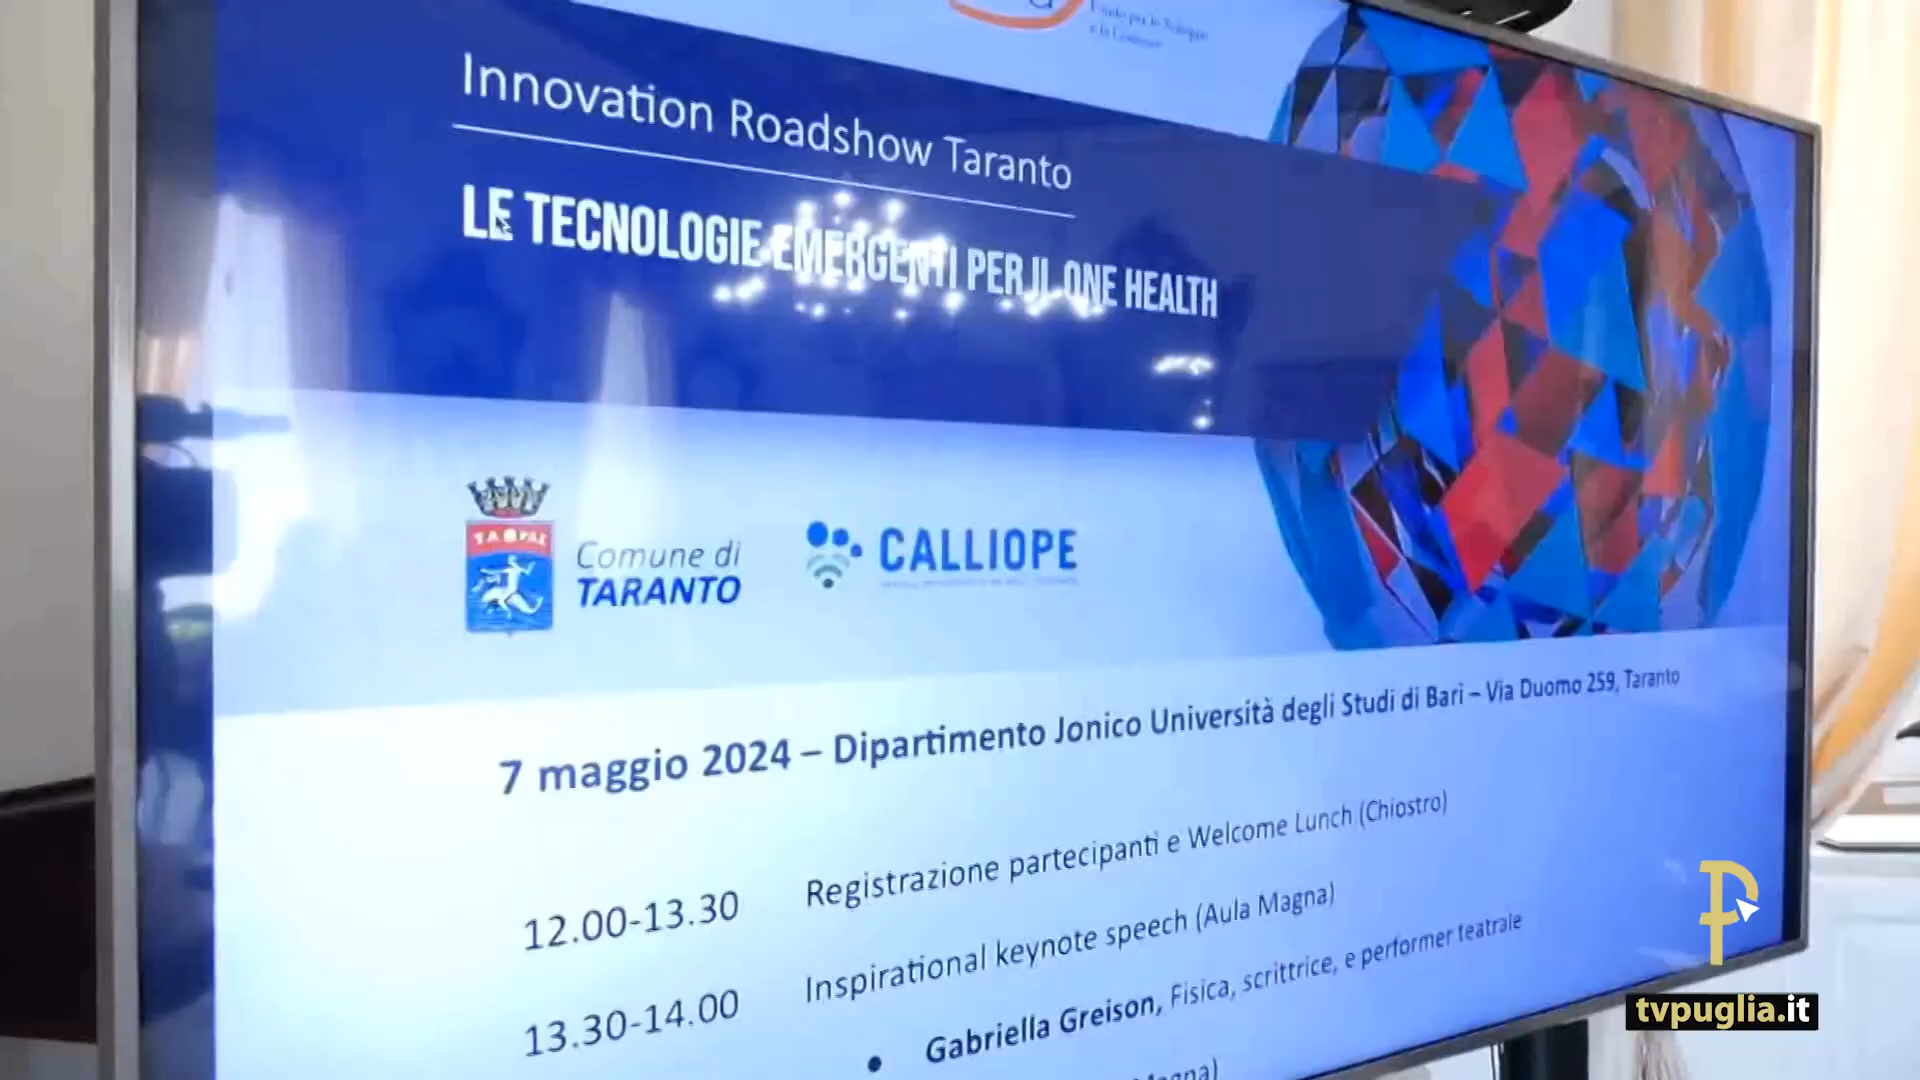 Innovation Roadshow Taranto
LE TECNOLOGIE EMERGENTI PER IL ONE HEALTH
Comune di
TARANTO
CALLIOPE
7 maggio 2024 – Dipartimento Jonico Università degli Studi di Bari – Via Duomo 259, Taranto
12.00-13.30 Registrazione partecipanti e Welcome Lunch (Chiostro)
13.30-14.00 Inspirational keynote speech (Aula Magna)
• Gabriella Greison, Fisica, scrittrice, e performer teatrale
tvpuglia.it